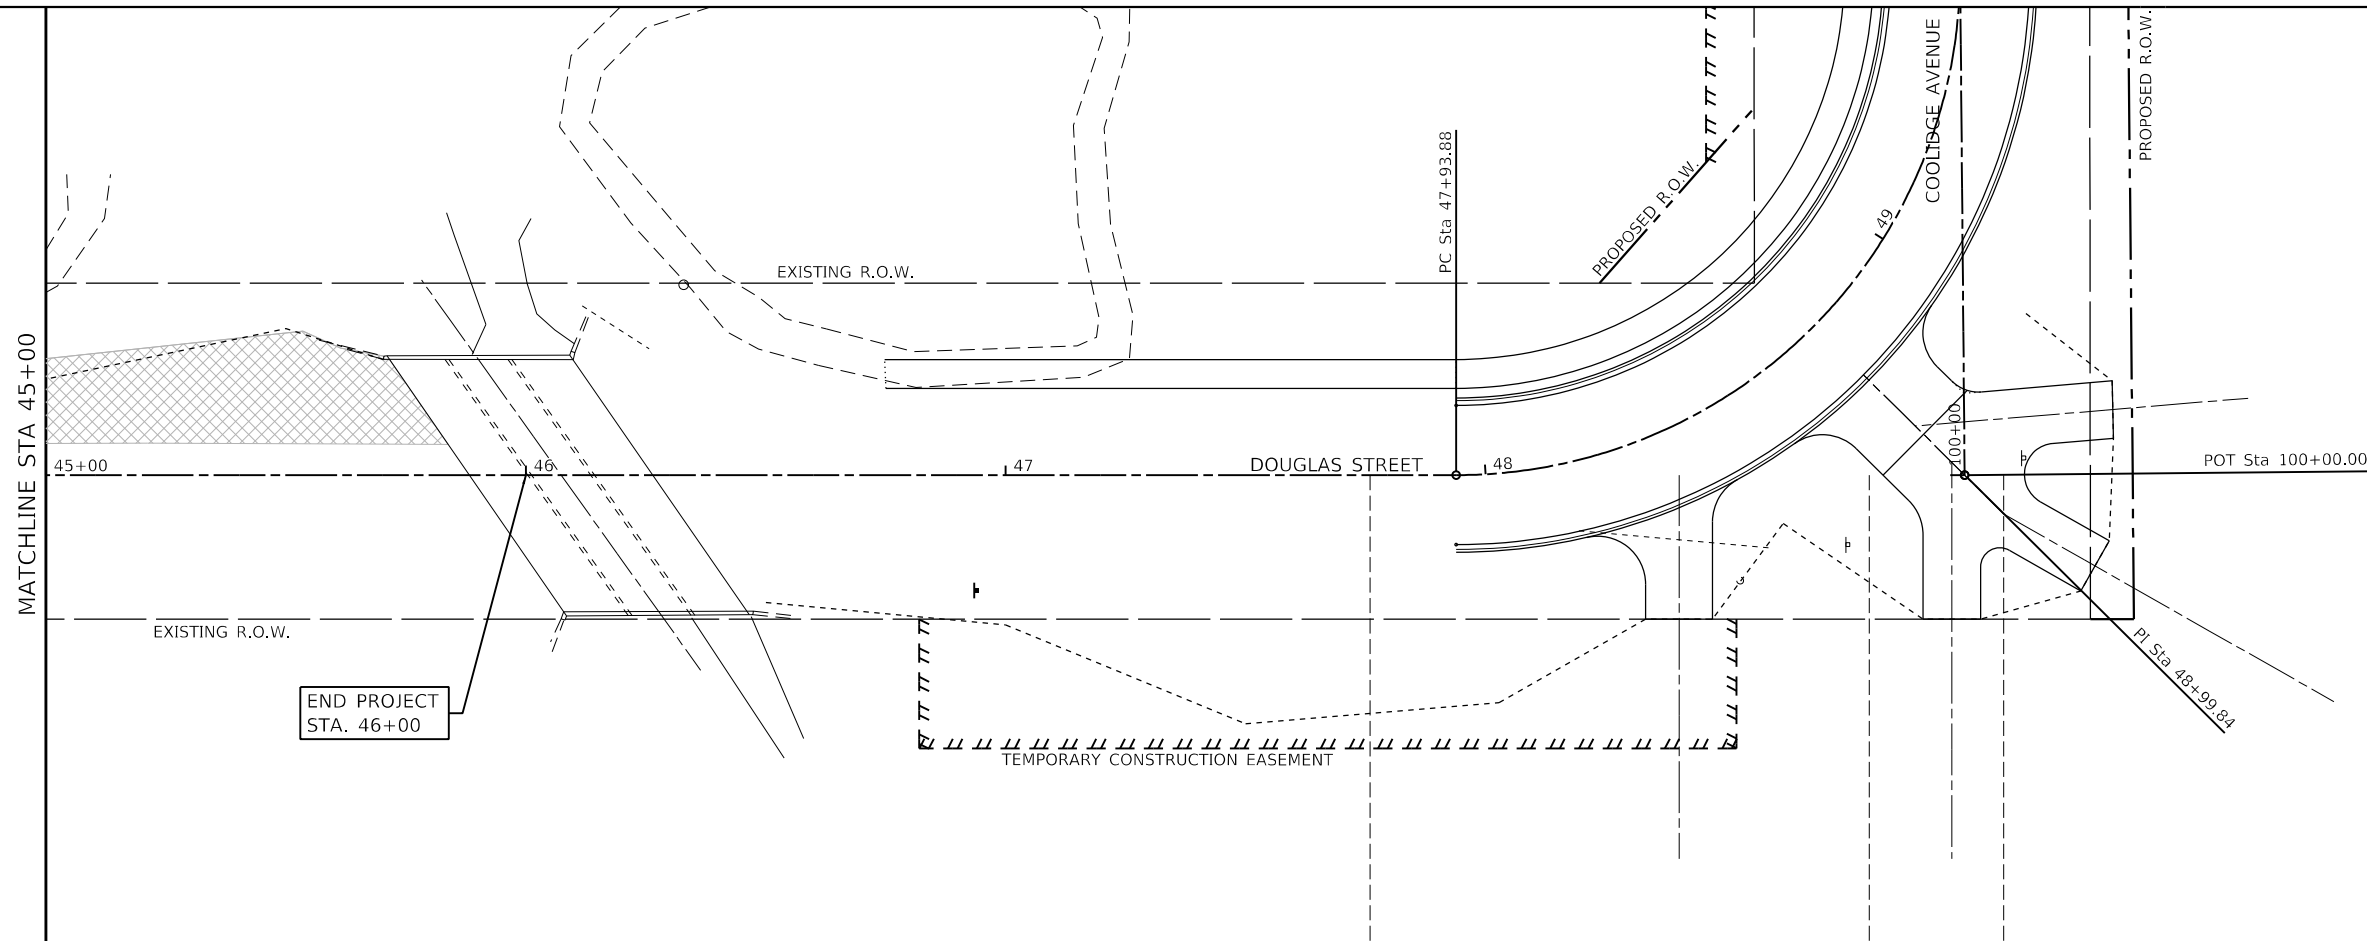 COOLIDGE AVENUE
PROPOSED R.O.W.
PC Sta 47+93.88
PROPOSED R.O.W.
49
EXISTING R.O.W.
MATCHLINE STA 45+00
45+00
46
47
DOUGLAS STREET
48
100+00
POT Sta 100+00.00
EXISTING R.O.W.
PI Sta 48+99.84
END PROJECT
STA. 46+00
TEMPORARY CONSTRUCTION EASEMENT